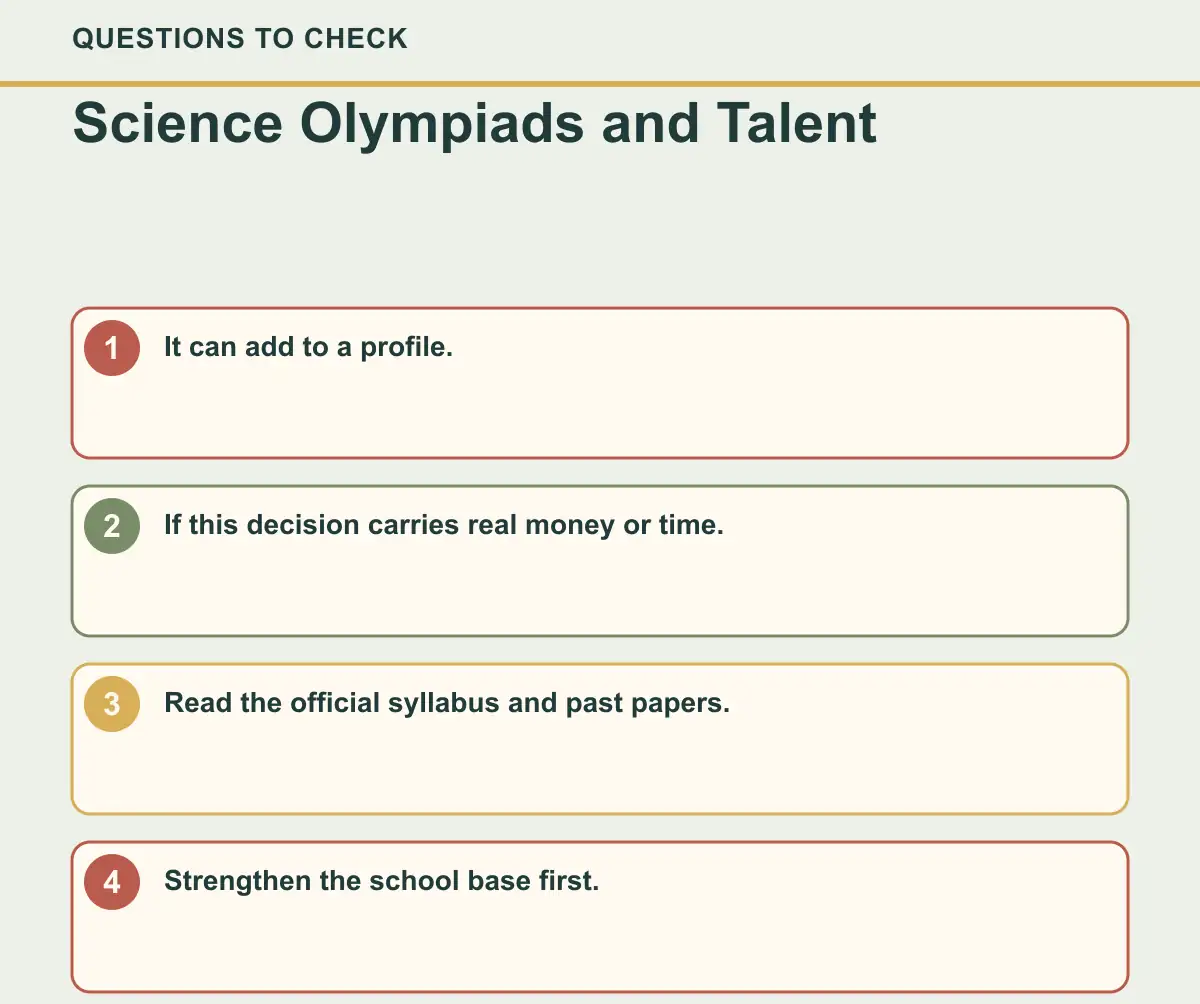 QUESTIONS TO CHECK
Science Olympiads and Talent
1 It can add to a profile.
2 If this decision carries real money or time.
3 Read the official syllabus and past papers.
4 Strengthen the school base first.